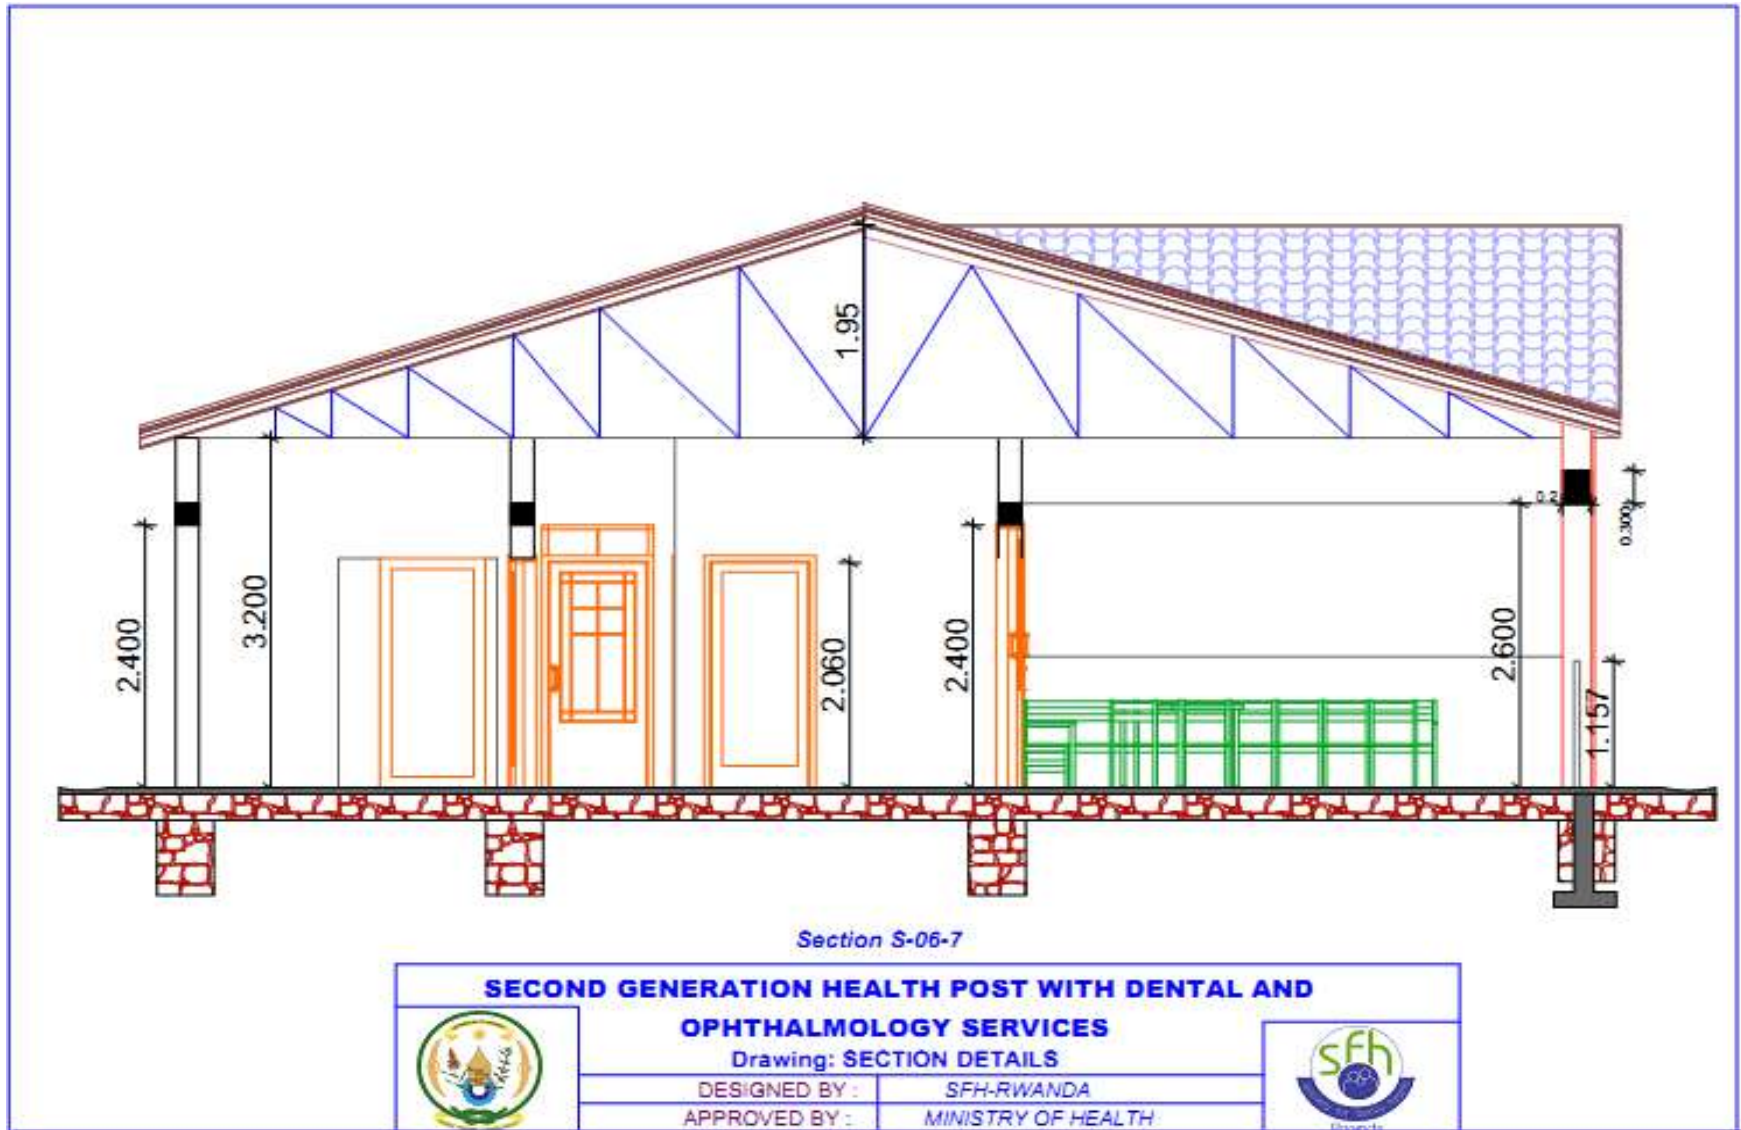 1.95
0.2
0.300
2.400
3.200
2.060
2.400
2.600
1.157
Section S-06-7
SECOND GENERATION HEALTH POST WITH DENTAL AND
OPHTHALMOLOGY SERVICES
Drawing: SECTION DETAILS
DESIGNED BY : SFH-RWANDA
APPROVED BY : MINISTRY OF HEALTH
sfh
Rwanda